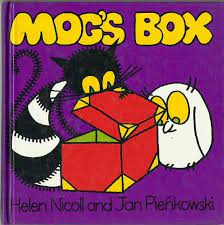 MOG'S BOX
Helen Nicoll and Jan Pieńkowski